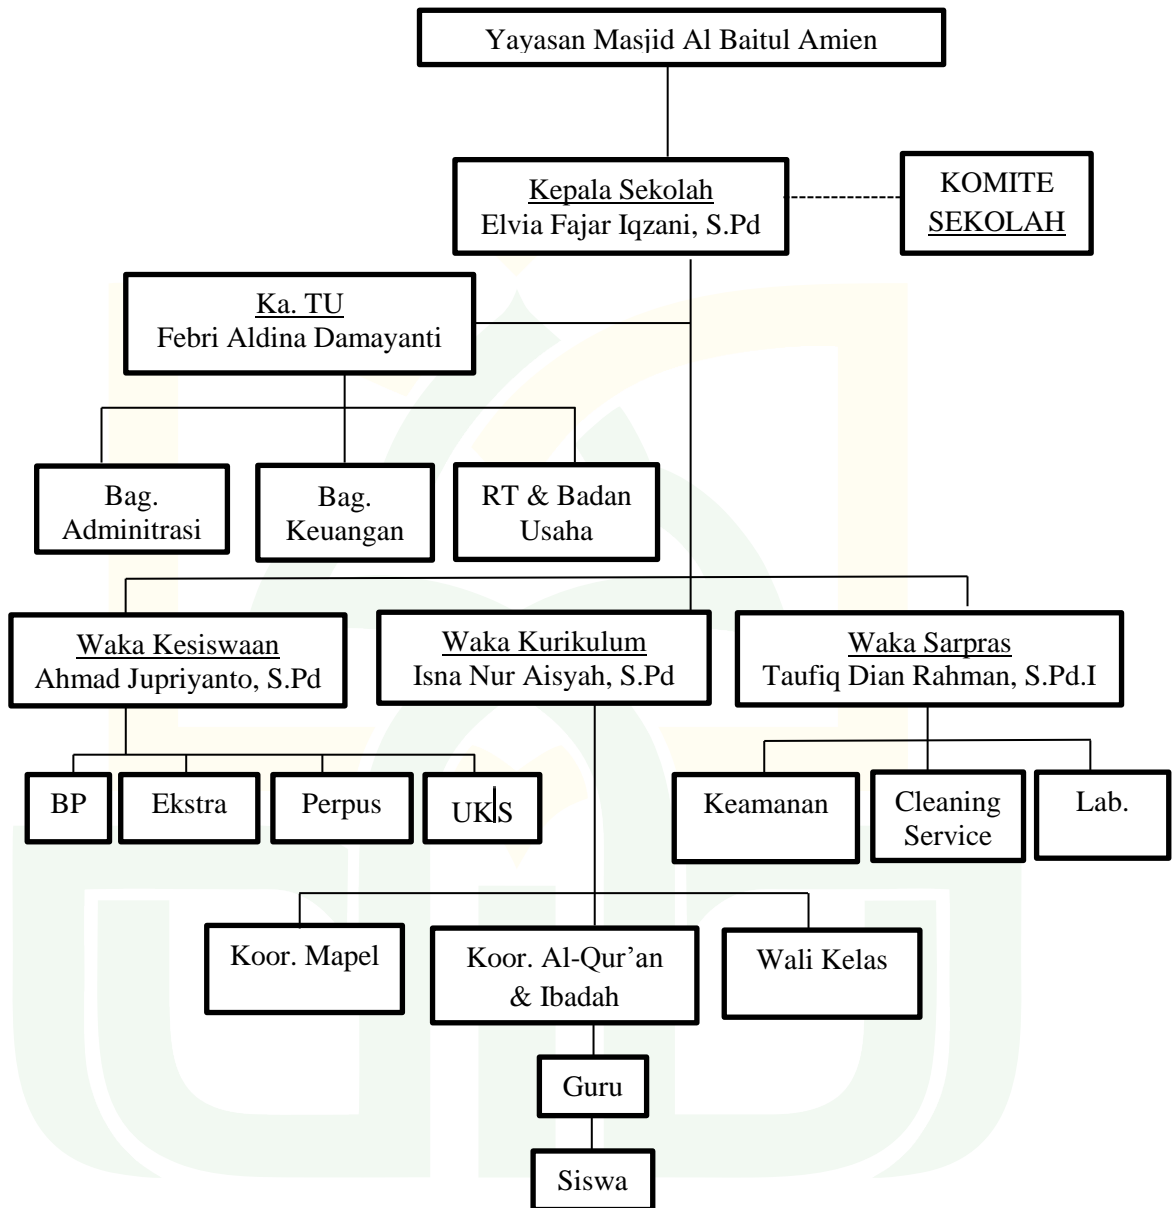 Yayasan Masjid Al Baitul Amien
Kepala Sekolah
Elvia Fajar Iqzani, S.Pd
KOMITE
SEKOLAH
Ka. TU
Febri Aldina Damayanti
Bag.
Adminitrasi
Bag.
Keuangan
RT & Badan
Usaha
Waka Kesiswaan
Ahmad Jupriyanto, S.Pd
Waka Kurikulum
Isna Nur Aisyah, S.Pd
Waka Sarpras
Taufiq Dian Rahman, S.Pd.I
BP
Ekstra
Perpus
UKS
Keamanan
Cleaning
Service
Lab.
Koor. Mapel
Koor. Al-Qur’an
& Ibadah
Wali Kelas
Guru
Siswa